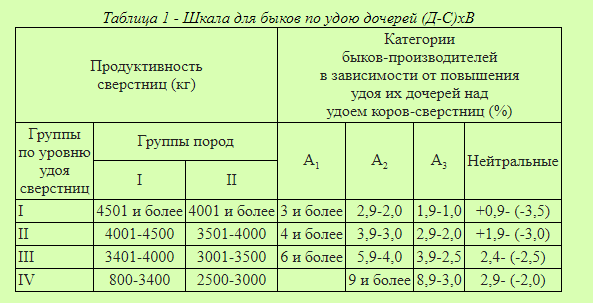 Таблица 1 - Шкала для быков по удою дочерей (Д-С)хВ
Продуктивность
сверстниц (кг)
Категории
быков-производителей
в зависимости от повышения
удоя их дочерей над
удоем коров-сверстниц (%)
Группы
по уровню
удоя
сверстниц
Группы пород
I II
А1 А2 А3 Нейтральные
I 4501 и более 4001 и более 3 и более 2,9-2,0 1,9-1,0 +0,9- (-3,5)
II 4001-4500 3501-4000 4 и более 3,9-3,0 2,9-2,0 +1,9- (-3,0)
III 3401-4000 3001-3500 6 и более 5,9-4,0 3,9-2,5 2,4- (-2,5)
IV 800-3400 2500-3000 9 и более 8,9-3,0 2,9- (-2,0)